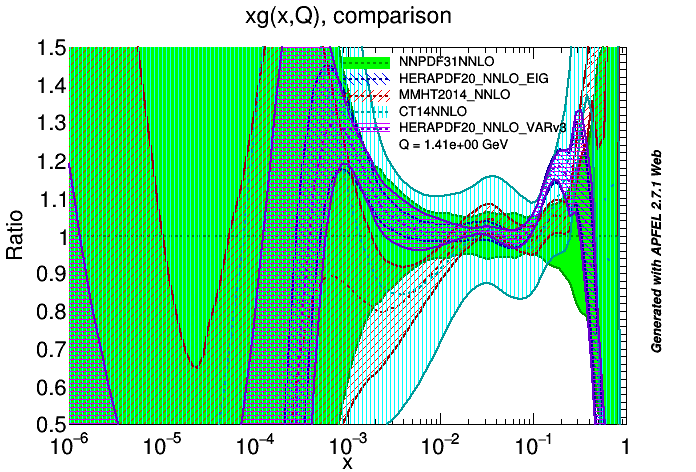 xg(x,Q), comparison
1.5
1.4
1.3
1.2
1.1
1
0.9
0.8
0.7
0.6
0.5
Ratio
NNPDF31NNLO
HERAPDF20_NNLO_EIG
MMHT2014_NNLO
CT14NNLO
HERAPDF20_NNLO_VARv3
Q = 1.41e+00 GeV
10⁻⁶ 10⁻⁵ 10⁻⁴ 10⁻³ 10⁻² 10⁻¹ 1
x
Generated with APFEL 2.7.1 Web